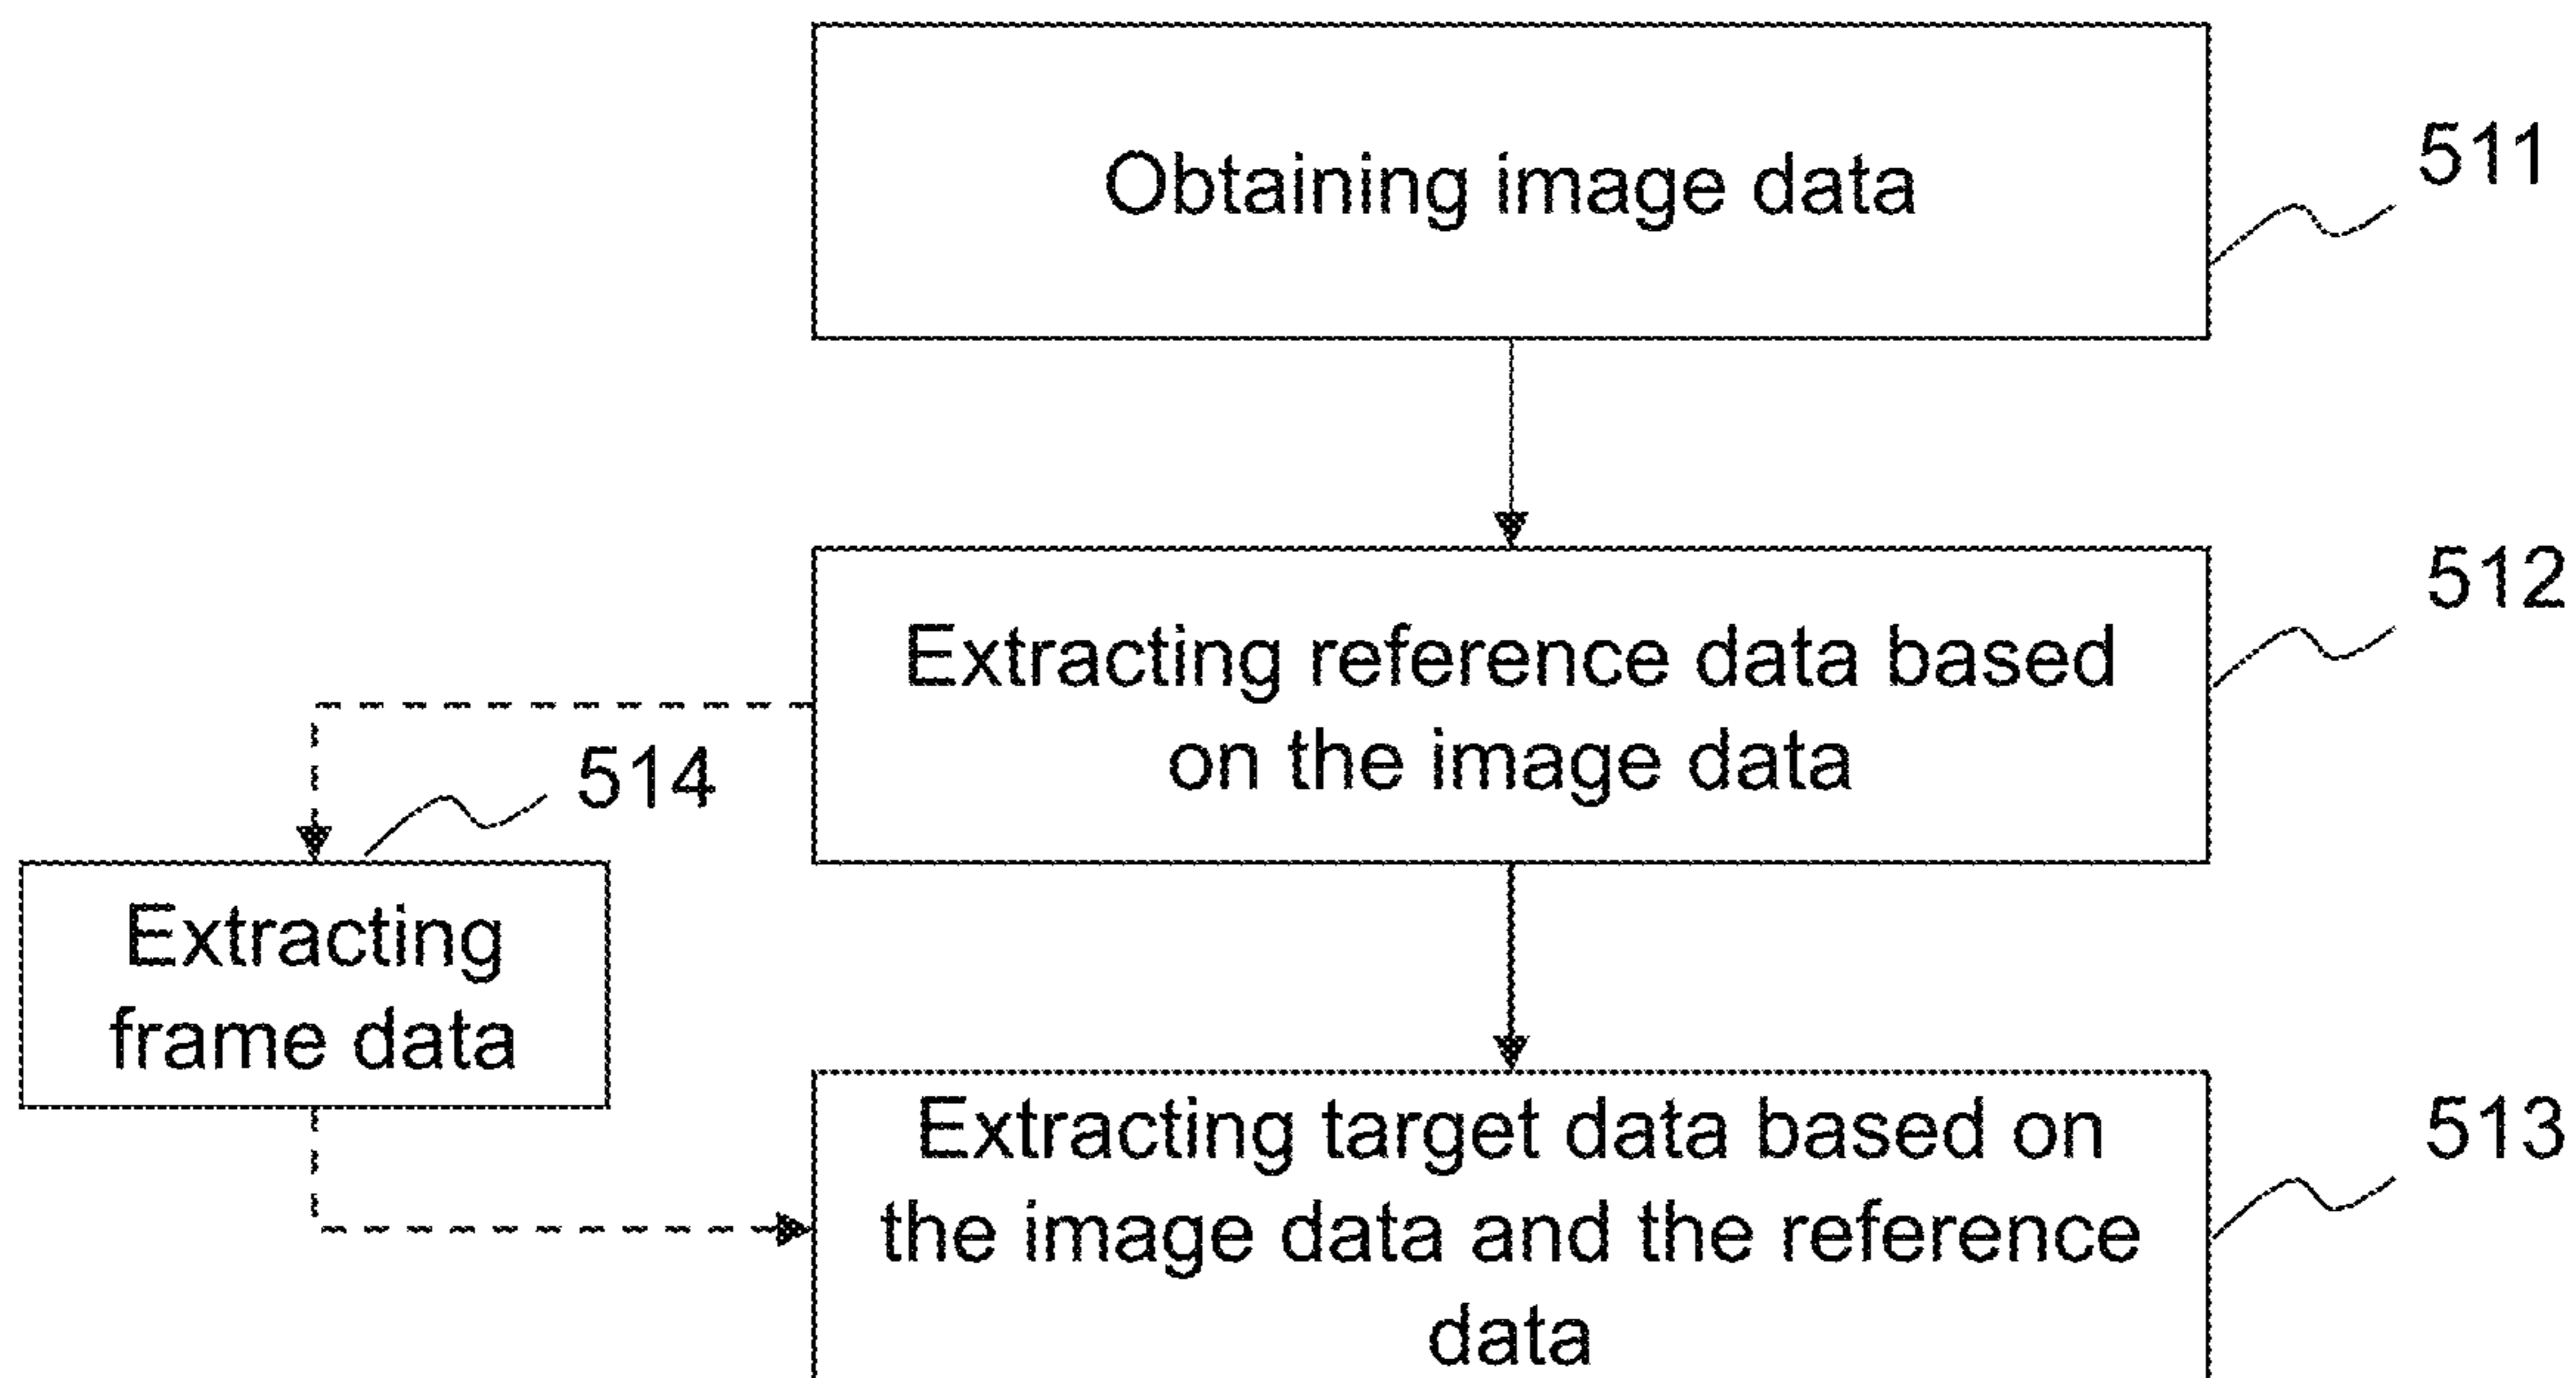 Obtaining image data
511
Extracting reference data based
on the image data
512
514
Extracting
frame data
Extracting target data based on
the image data and the reference
data
513